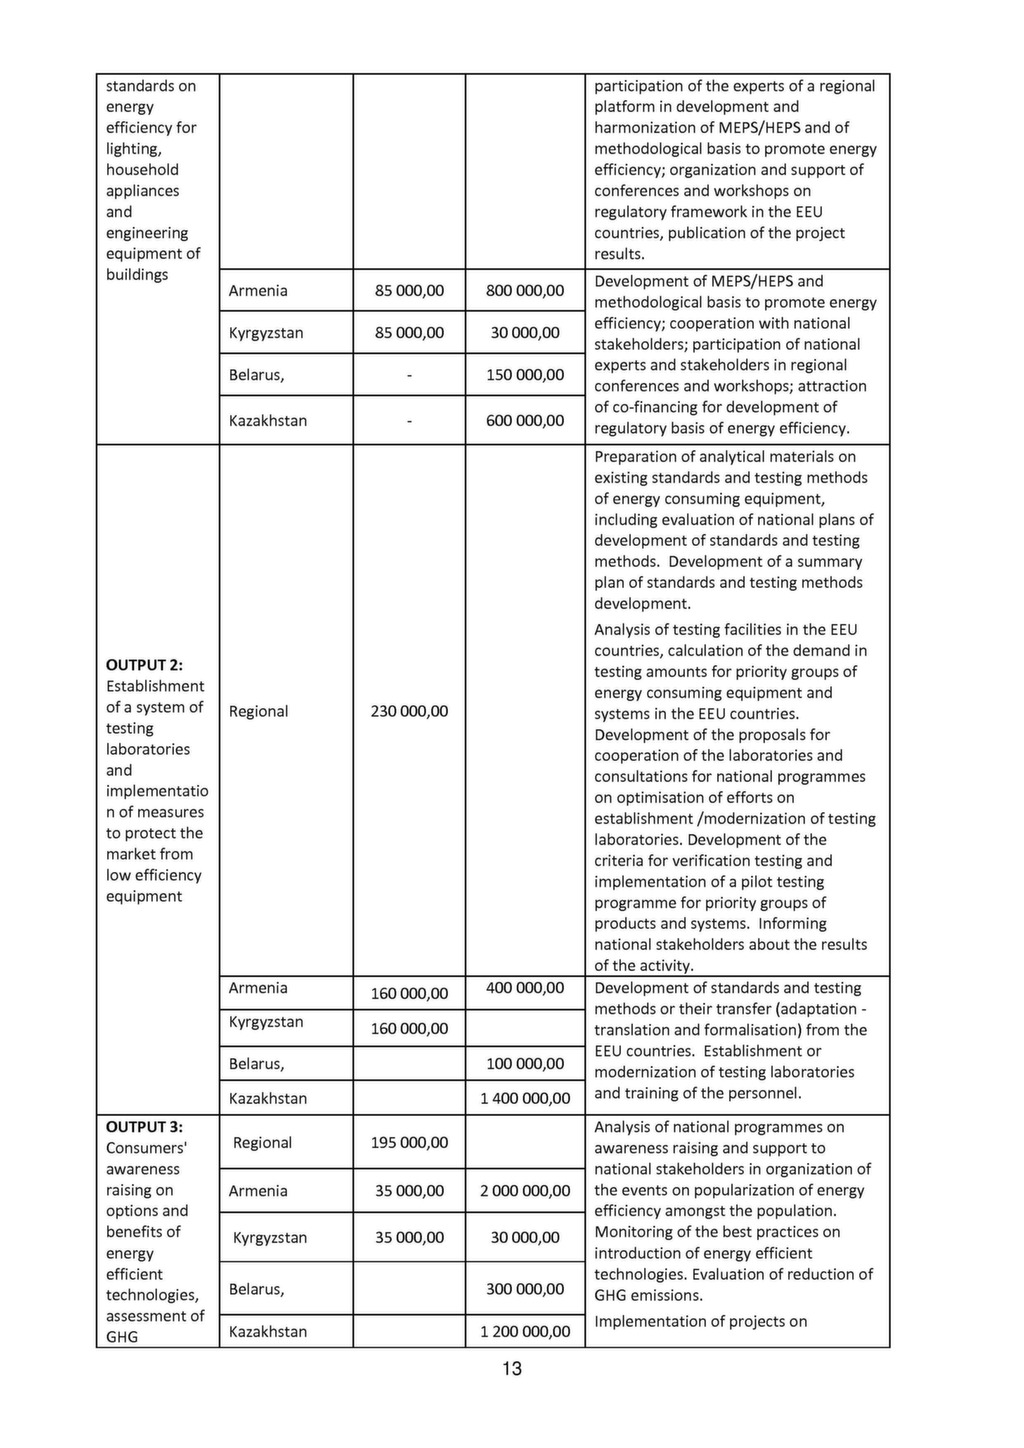 standards on
energy
efficiency for
lighting,
household
appliances
and
engineering
equipment of
buildings
participation of the experts of a regional
platform in development and
harmonization of MEPS/HEPS and of
methodological basis to promote energy
efficiency; organization and support of
conferences and workshops on
regulatory framework in the EEU
countries, publication of the project
results.
Armenia 85 000,00 800 000,00
Kyrgyzstan 85 000,00 30 000,00
Belarus, - 150 000,00
Kazakhstan - 600 000,00
Development of MEPS/HEPS and
methodological basis to promote energy
efficiency; cooperation with national
stakeholders; participation of national
experts and stakeholders in regional
conferences and workshops; attraction
of co-financing for development of
regulatory basis of energy efficiency.
OUTPUT 2:
Establishment
of a system of
testing
laboratories
and
implementatio
n of measures
to protect the
market from
low efficiency
equipment
Regional 230 000,00
Preparation of analytical materials on
existing standards and testing methods
of energy consuming equipment,
including evaluation of national plans of
development of standards and testing
methods. Development of a summary
plan of standards and testing methods
development.
Analysis of testing facilities in the EEU
countries, calculation of the demand in
testing amounts for priority groups of
energy consuming equipment and
systems in the EEU countries.
Development of the proposals for
cooperation of the laboratories and
consultations for national programmes
on optimisation of efforts on
establishment /modernization of testing
laboratories. Development of the
criteria for verification testing and
implementation of a pilot testing
programme for priority groups of
products and systems. Informing
national stakeholders about the results
of the activity.
Armenia 160 000,00 400 000,00
Kyrgyzstan 160 000,00
Belarus, 100 000,00
Kazakhstan 1 400 000,00
Development of standards and testing
methods or their transfer (adaptation -
translation and formalisation) from the
EEU countries. Establishment or
modernization of testing laboratories
and training of the personnel.
OUTPUT 3:
Consumers'
awareness
raising on
options and
benefits of
energy
efficient
technologies,
assessment of
GHG
Regional 195 000,00
Armenia 35 000,00 2 000 000,00
Kyrgyzstan 35 000,00 30 000,00
Belarus, 300 000,00
Kazakhstan 1 200 000,00
Analysis of national programmes on
awareness raising and support to
national stakeholders in organization of
the events on popularization of energy
efficiency amongst the population.
Monitoring of the best practices on
introduction of energy efficient
technologies. Evaluation of reduction of
GHG emissions.
Implementation of projects on
13